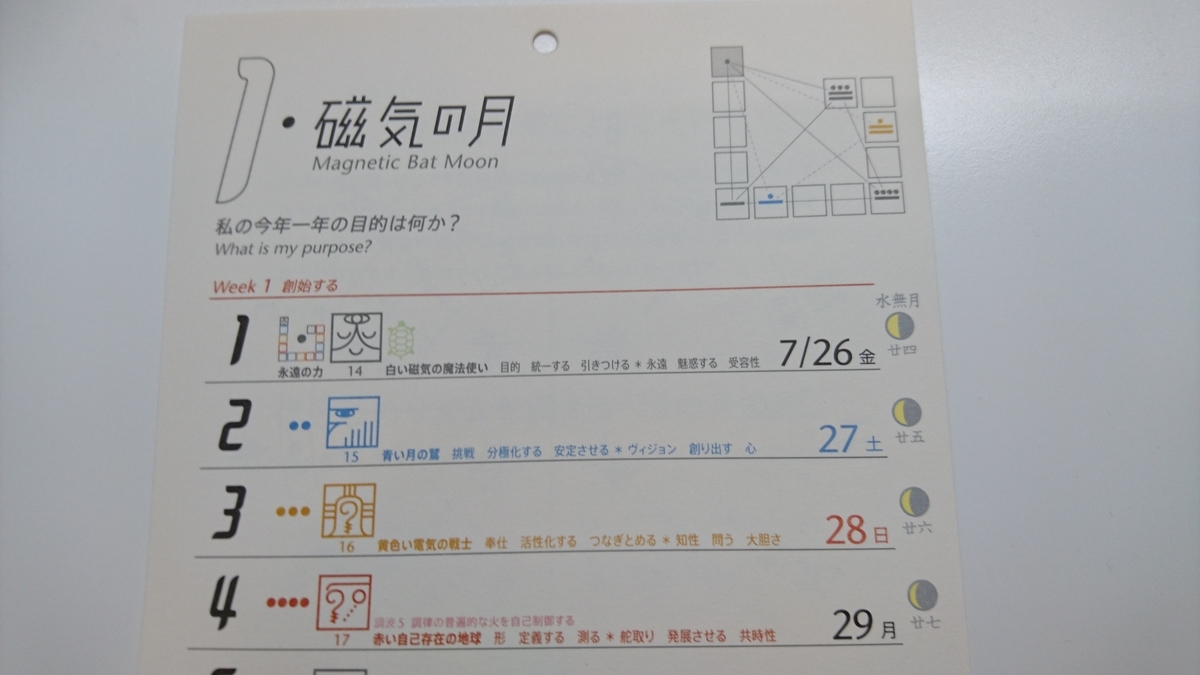 1・磁気の月
Magnetic Bat Moon
私の今年一年の目的は何か？
What is my purpose?
Week 1 創始する
水無月
1
永遠の力 14 白い磁気の魔法使い 目的 統一する 引きつける＊永遠 魅惑する 受容性 7/26 金 廿四
2
15 青い月の鷲 挑戦 分極化する 安定させる＊ヴィジョン 創り出す 心 27 土 廿五
3
16 黄色い電気の戦士 奉仕 活性化する つなぎとめる＊知性 問う 大胆さ 28 日 廿六
4
調波5 調律の普遍的な火を自己制御する
17 赤い自己存在の地球 形 定義する 測る＊舵取り 発展させる 共時性 29 月 廿七